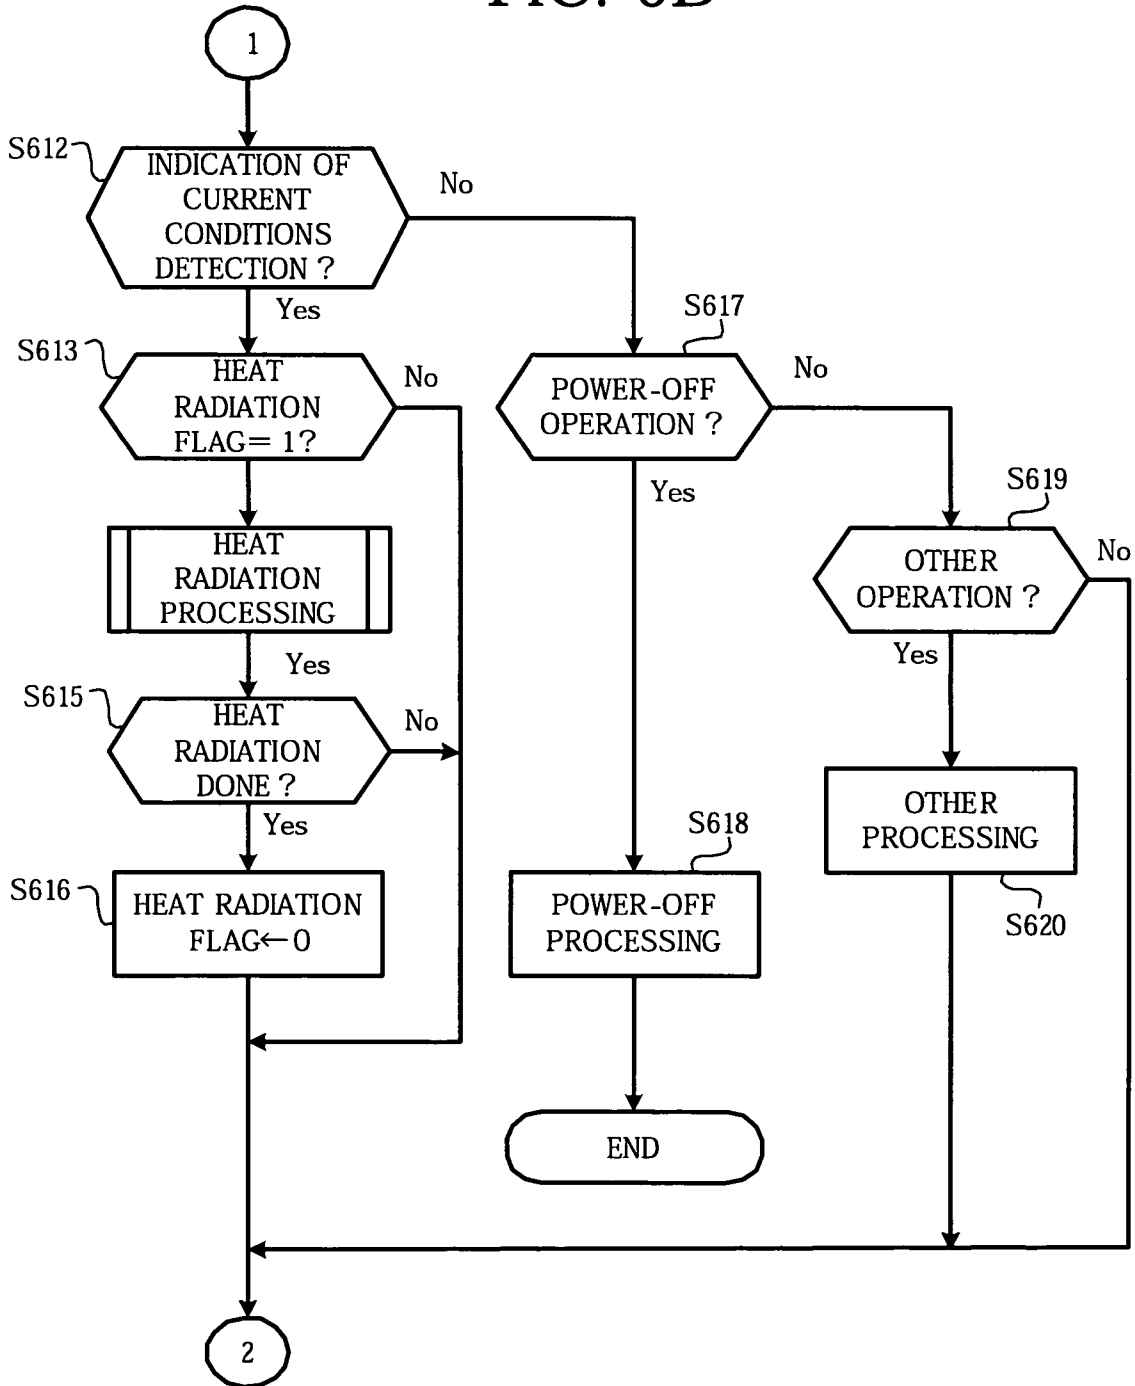 1
S612
INDICATION OF
CURRENT
CONDITIONS
DETECTION ?
No
Yes
S613
HEAT
RADIATION
FLAG= 1?
No
HEAT
RADIATION
PROCESSING
Yes
S615
HEAT
RADIATION
DONE ?
No
Yes
S616
HEAT RADIATION
FLAG←0
S617
POWER-OFF
OPERATION ?
No
Yes
S618
POWER-OFF
PROCESSING
END
S619
OTHER
OPERATION ?
No
Yes
OTHER
PROCESSING
S620
2